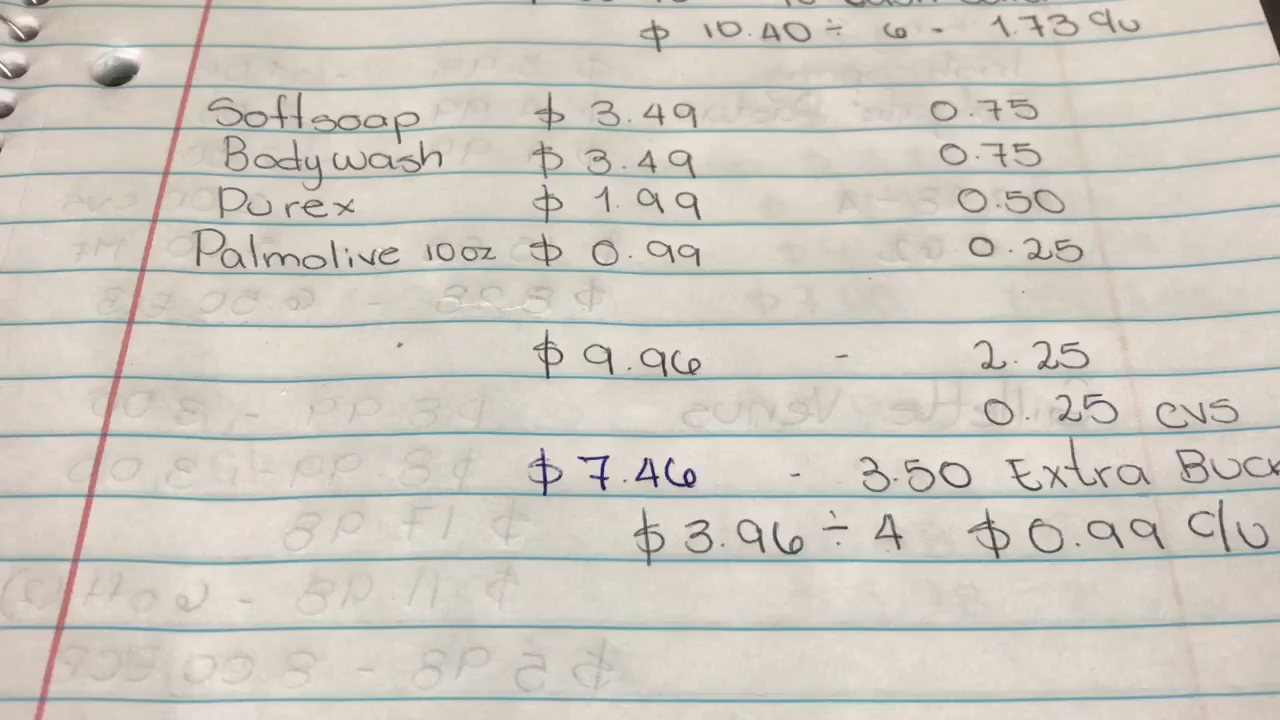 $ 10.40 ÷ 6 - 1.73 c/u
Softsoap $ 3.49 0.75
Bodywash $ 3.49 0.75
Purex $ 1.99 0.50
Palmolive 10oz $ 0.99 0.25
$ 9.96 - 2.25
0.25 CVS
$ 7.46 - 3.50 Extra Buck
$ 3.96 ÷ 4 $ 0.99 c/u